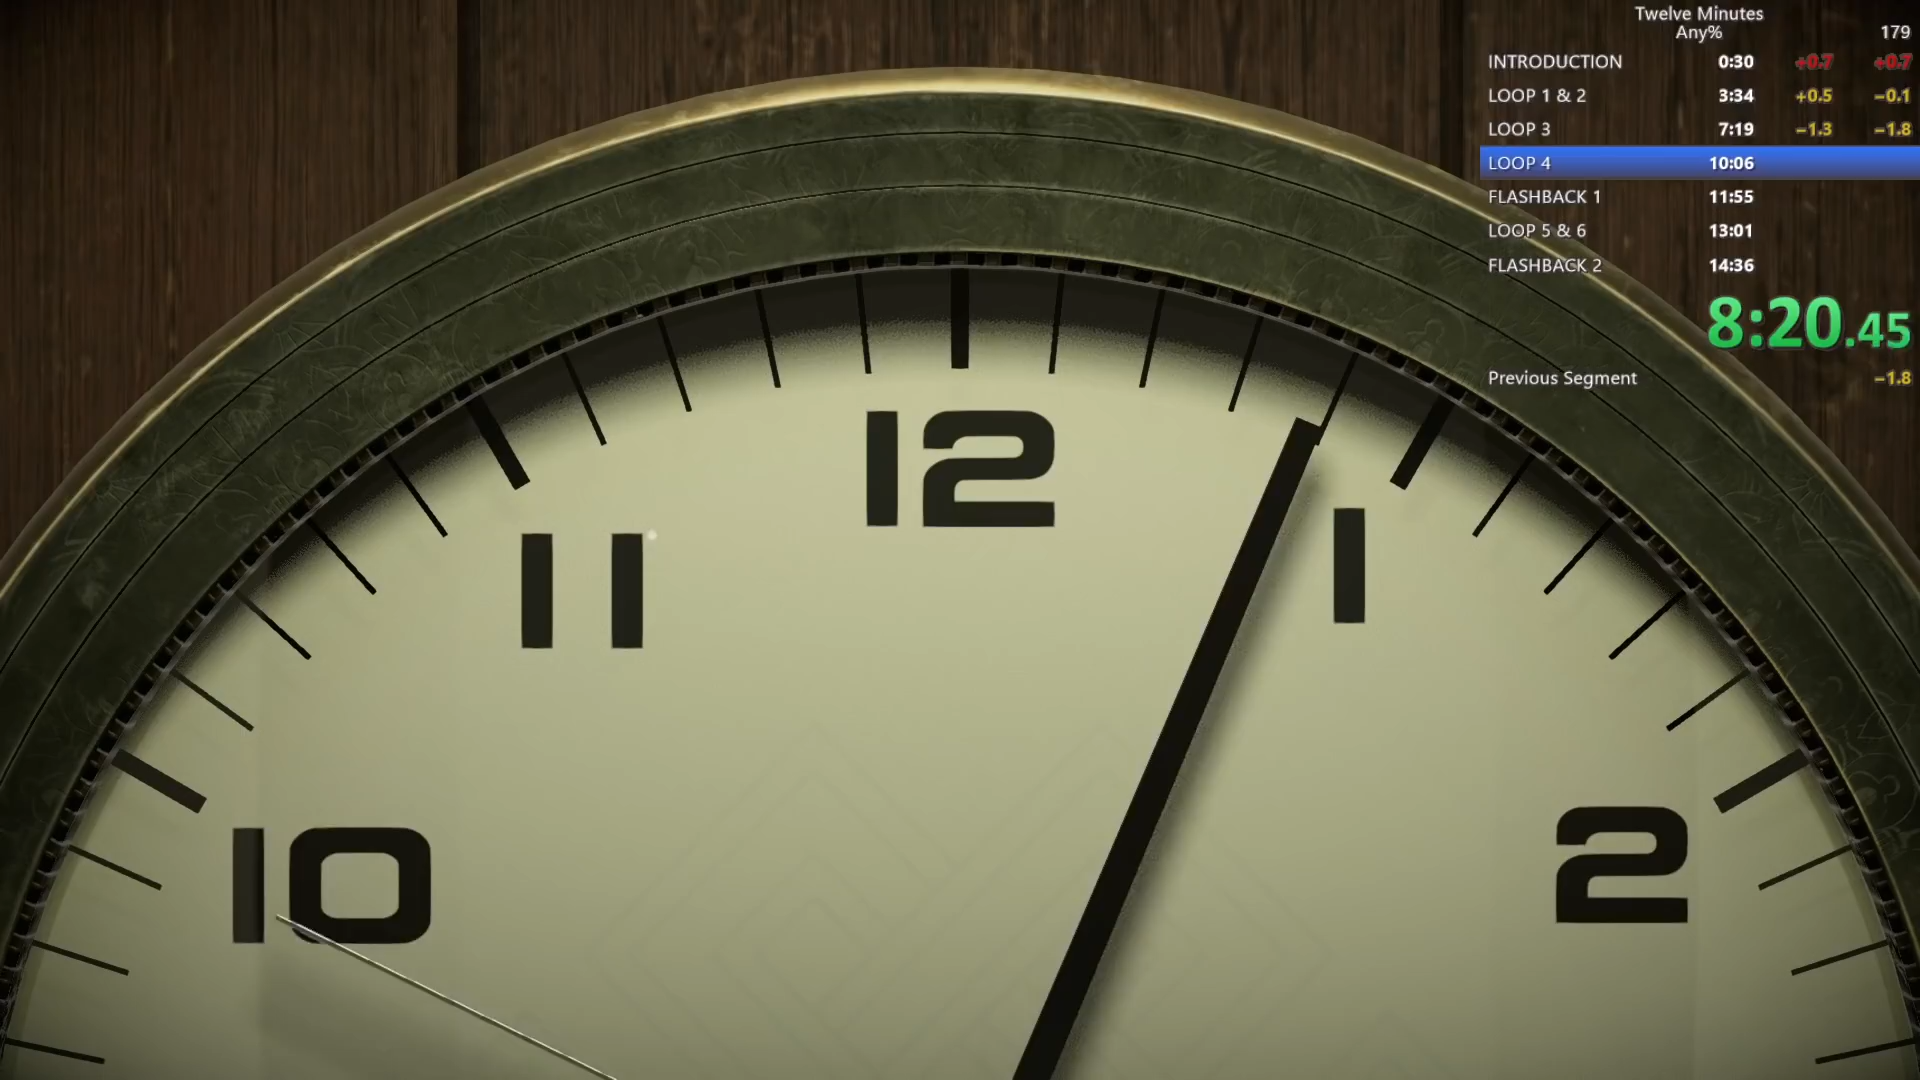 Twelve Minutes
Any% 179
INTRODUCTION 0:30 +0.7 +0.7
LOOP 1 & 2 3:34 +0.5 −0.1
LOOP 3 7:19 −1.3 −1.8
LOOP 4 10:06
FLASHBACK 1 11:55
LOOP 5 & 6 13:01
FLASHBACK 2 14:36
8:20.45
Previous Segment −1.8
12
11
1
10
2